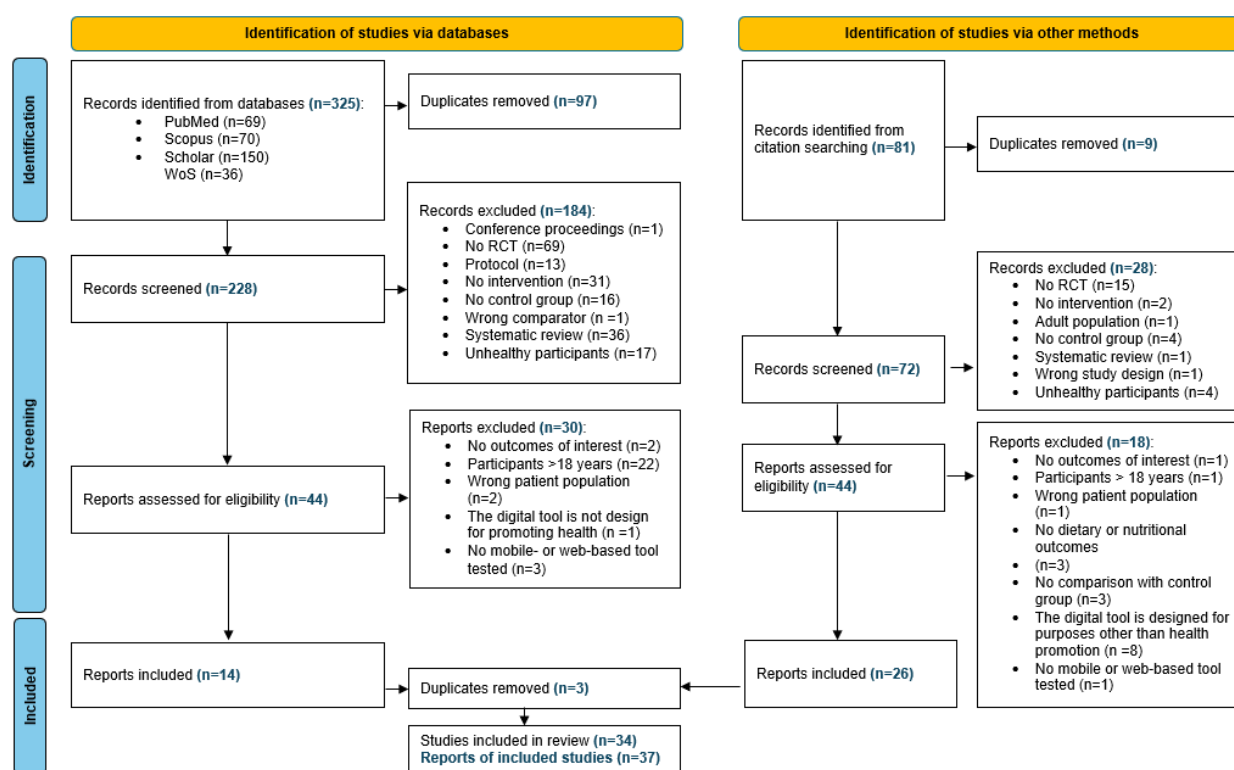 Identification of studies via databases
Identification of studies via other methods
Identification
Records identified from databases (n=325):
• PubMed (n=69)
• Scopus (n=70)
• Scholar (n=150)
WoS (n=36)
Duplicates removed (n=97)
Records identified from
citation searching (n=81)
Duplicates removed (n=9)
Screening
Records screened (n=228)
Records excluded (n=184):
• Conference proceedings (n=1)
• No RCT (n=69)
• Protocol (n=13)
• No intervention (n=31)
• No control group (n=16)
• Wrong comparator (n =1)
• Systematic review (n=36)
• Unhealthy participants (n=17)
Records screened (n=72)
Records excluded (n=28):
• No RCT (n=15)
• No intervention (n=2)
• Adult population (n=1)
• No control group (n=4)
• Systematic review (n=1)
• Wrong study design (n=1)
• Unhealthy participants (n=4)
Reports assessed for eligibility (n=44)
Reports excluded (n=30):
• No outcomes of interest (n=2)
• Participants >18 years (n=22)
• Wrong patient population
(n=2)
• The digital tool is not design
for promoting health (n =1)
• No mobile- or web-based tool
tested (n=3)
Reports assessed for
eligibility (n=44)
Reports excluded (n=18):
• No outcomes of interest (n=1)
• Participants > 18 years (n=1)
• Wrong patient population
(n=1)
• No dietary or nutritional
outcomes
• (n=3)
• No comparison with control
group (n=3)
• The digital tool is designed for
purposes other than health
promotion (n =8)
• No mobile or web-based tool
tested (n=1)
Included
Reports included (n=14)
Duplicates removed (n=3)
Reports included (n=26)
Studies included in review (n=34)
Reports of included studies (n=37)